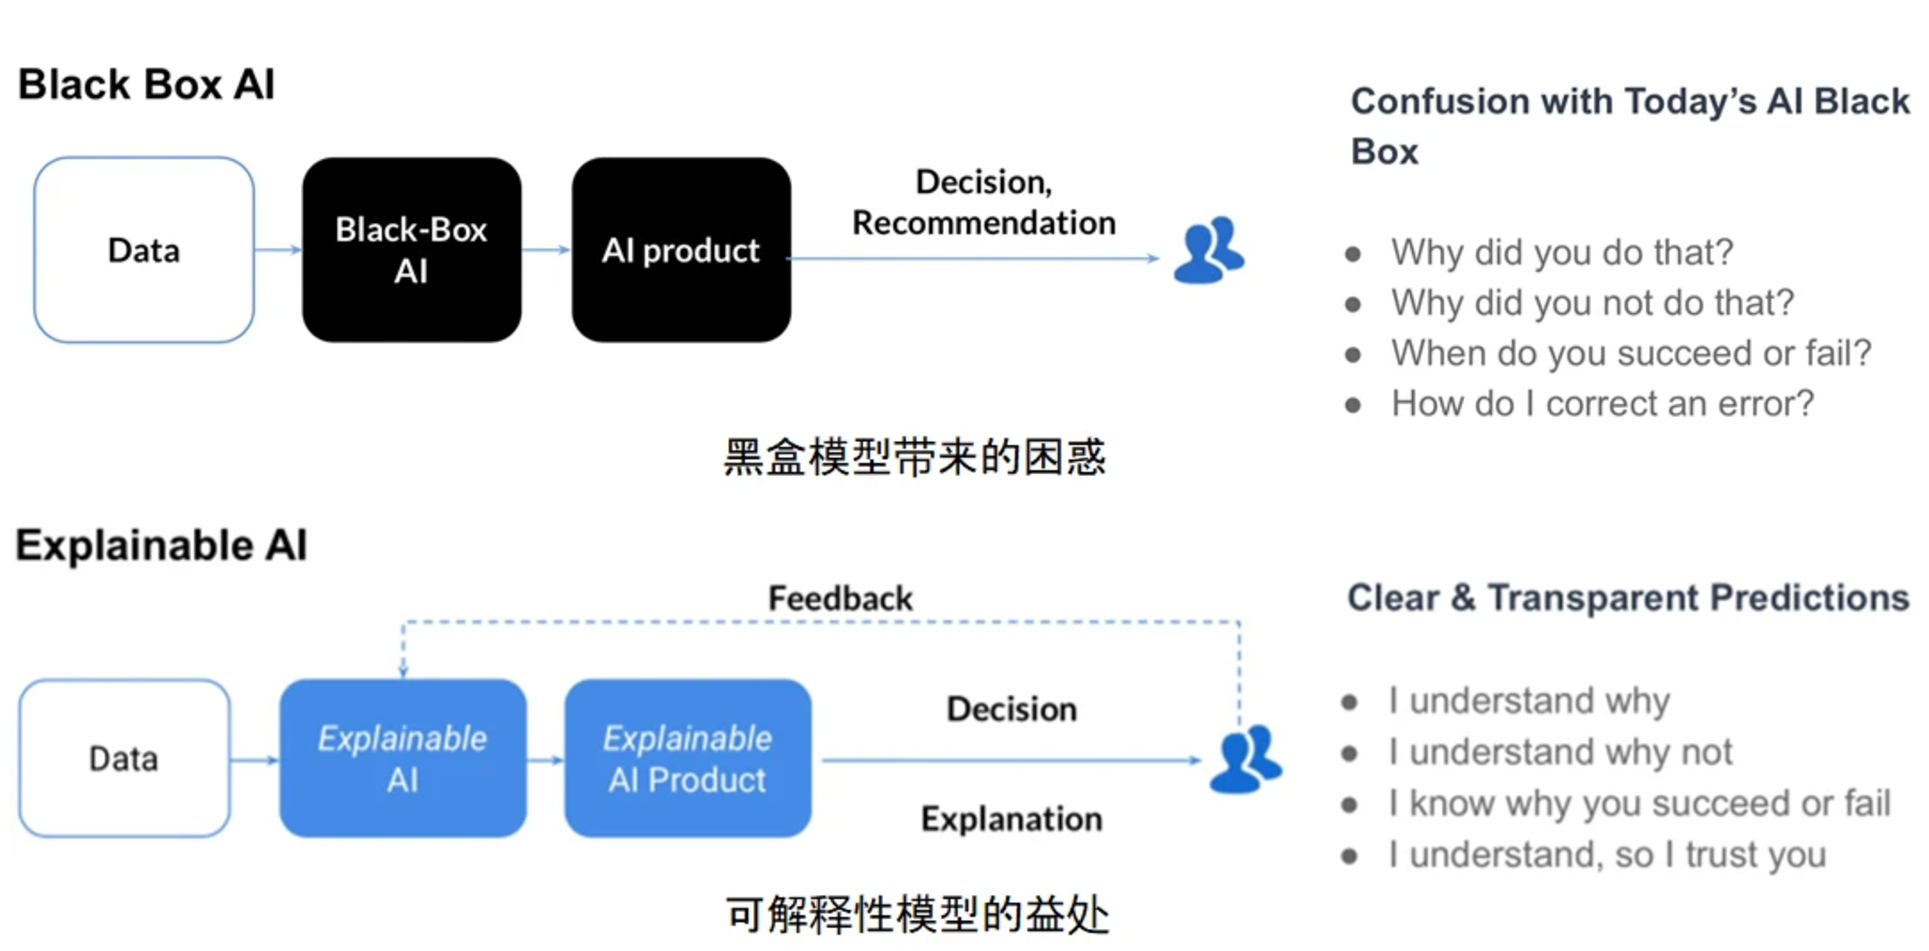 Black Box AI
Confusion with Today's AI Black
Box
Data
Black-Box
AI
AI product
Decision,
Recommendation
● Why did you do that?
● Why did you not do that?
● When do you succeed or fail?
● How do I correct an error?
黑盒模型带来的困惑
Explainable AI
Feedback
Clear & Transparent Predictions
Data
Explainable
AI
Explainable
AI Product
Decision
Explanation
● I understand why
● I understand why not
● I know why you succeed or fail
● I understand, so I trust you
可解释性模型的益处